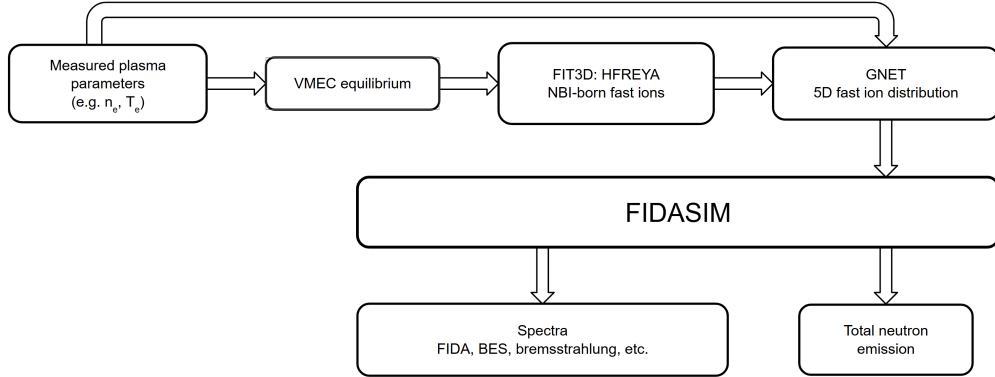 Measured plasma
parameters
(e.g. nₑ, Tₑ)
VMEC equilibrium
FIT3D: HFREYA
NBI-born fast ions
GNET
5D fast ion distribution
FIDASIM
Spectra
FIDA, BES, bremsstrahlung, etc.
Total neutron
emission